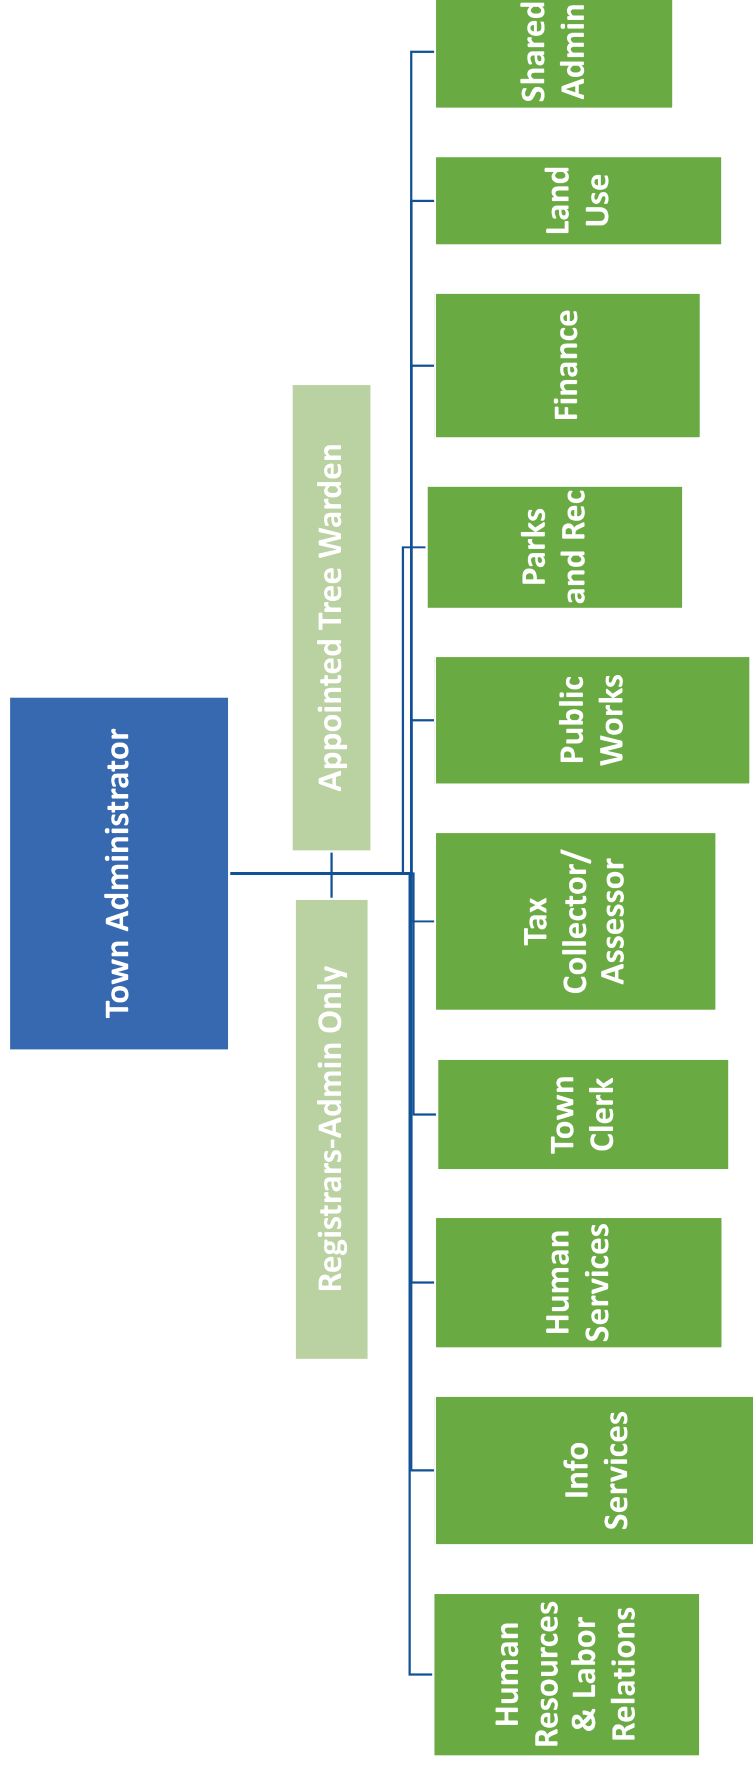 Town Administrator
Registrars-Admin Only
Appointed Tree Warden
Human
Resources
& Labor
Relations
Info
Services
Human
Services
Town
Clerk
Tax
Collector/
Assessor
Public
Works
Parks
and Rec
Finance
Land
Use
Shared
Admin